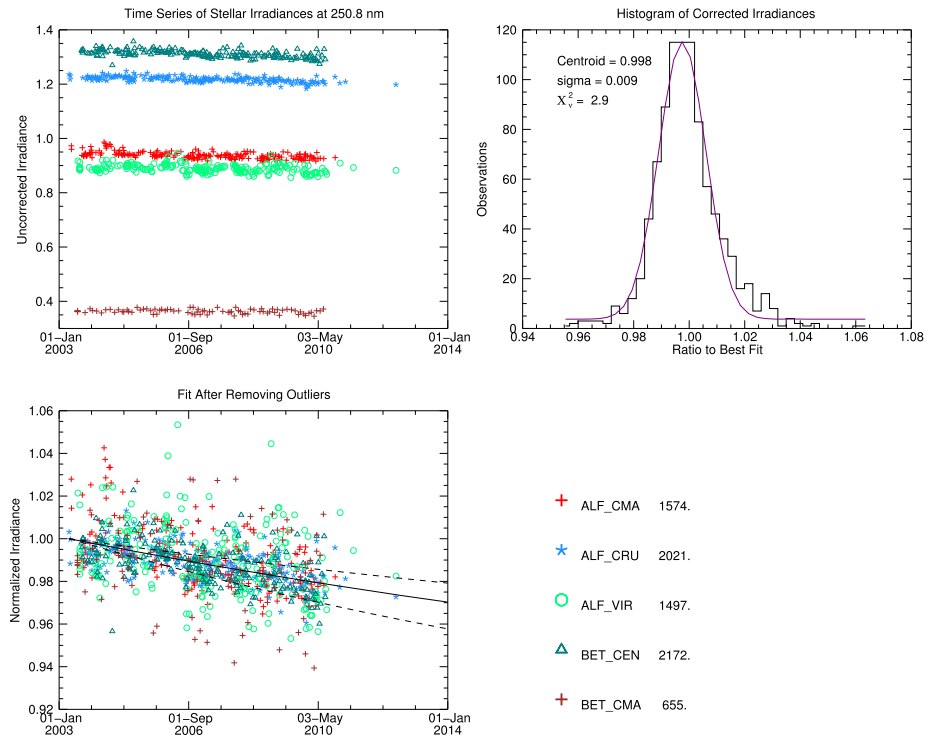 Time Series of Stellar Irradiances at 250.8 nm
Uncorrected Irradiance
1.4
1.2
1.0
0.8
0.6
0.4
01-Jan 2003
01-Sep 2006
03-May 2010
01-Jan 2014
Histogram of Corrected Irradiances
Observations
Centroid = 0.998
sigma = 0.009
X²ᵥ = 2.9
120
100
80
60
40
20
0
0.94
0.96
0.98
1.00
1.02
1.04
1.06
1.08
Ratio to Best Fit
Fit After Removing Outliers
Normalized Irradiance
1.06
1.04
1.02
1.00
0.98
0.96
0.94
0.92
01-Jan 2003
01-Sep 2006
03-May 2010
01-Jan 2014
ALF_CMA 1574.
ALF_CRU 2021.
ALF_VIR 1497.
BET_CEN 2172.
BET_CMA 655.